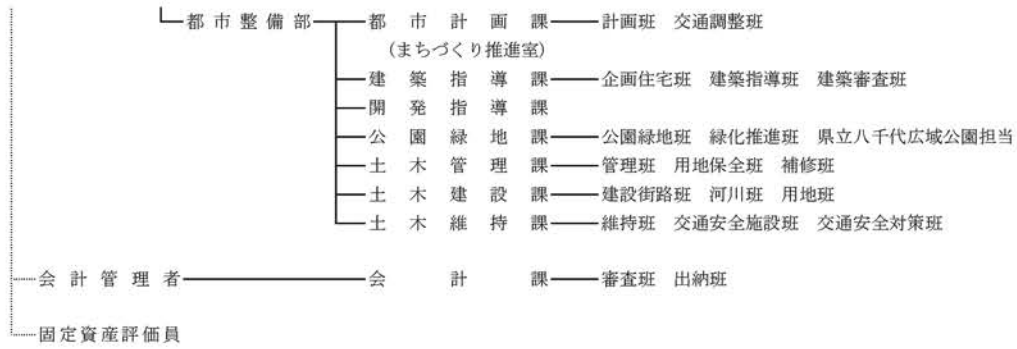 都市整備部 都市計画課 計画班 交通調整班
(まちづくり推進室)
建築指導課 企画住宅班 建築指導班 建築審査班
開発指導課
公園緑地課 公園緑地班 緑化推進班 県立八千代広域公園担当
土木管理課 管理班 用地保全班 補修班
土木建設課 建設街路班 河川班 用地班
土木維持課 維持班 交通安全施設班 交通安全対策班
会計管理者 会計課 審査班 出納班
固定資産評価員